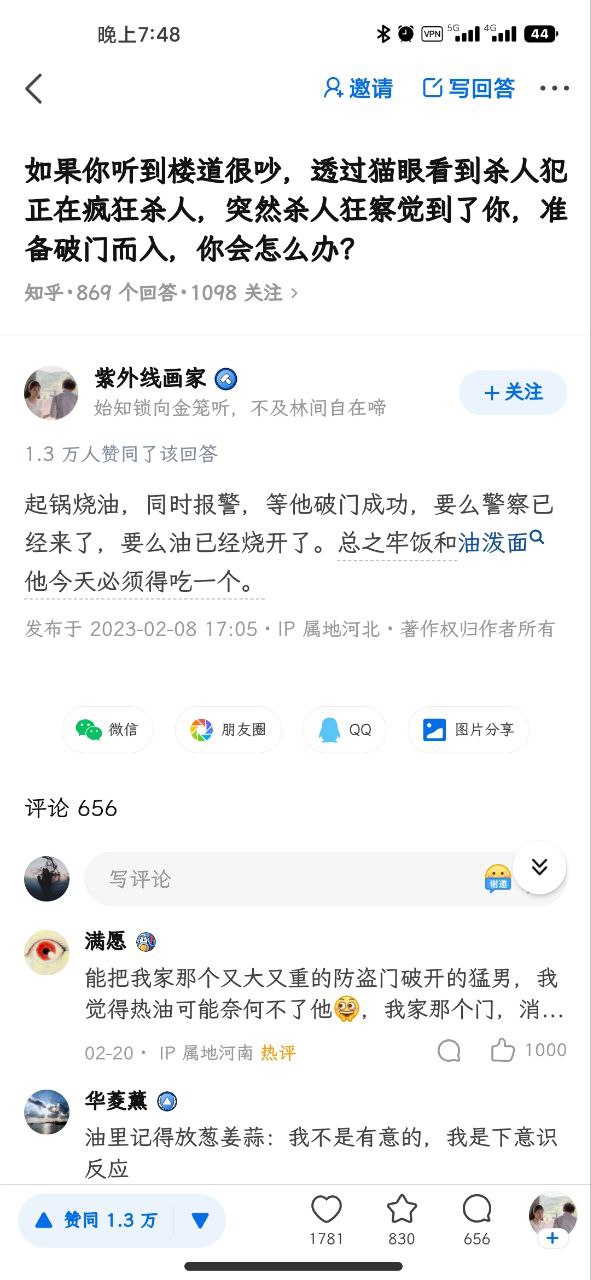 晚上7:48
VPN 5G 4G 44
邀请 写回答
如果你听到楼道很吵，透过猫眼看到杀人犯
正在疯狂杀人，突然杀人狂察觉到了你，准
备破门而入，你会怎么办？
知乎·869 个回答·1098 关注
紫外线画家
始知锁向金笼听，不及林间自在啼
+ 关注
1.3 万人赞同了该回答
起锅烧油，同时报警，等他破门成功，要么警察已
经来了，要么油已经烧开了。总之牢饭和油泼面
他今天必须得吃一个。
发布于 2023-02-08 17:05 · IP 属地河北 · 著作权归作者所有
微信 朋友圈 QQ 图片分享
评论 656
写评论
谢邀
满愿
能把我家那个又大又重的防盗门破开的猛男，我
觉得热油可能奈何不了他，我家那个门，消...
02-20 · IP 属地河南 热评 1000
华菱薰
油里记得放葱姜蒜：我不是有意的，我是下意识
反应
赞同 1.3 万
1781 830 656